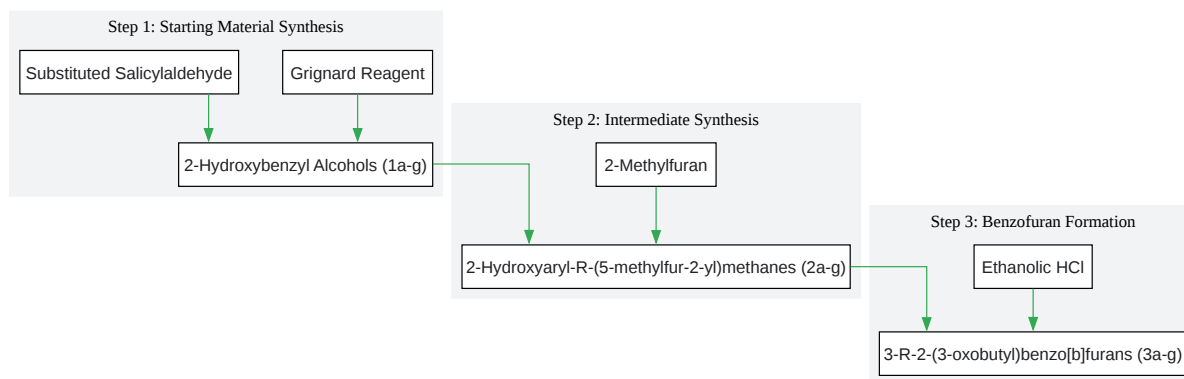 Step 1: Starting Material Synthesis
Substituted Salicylaldehyde
Grignard Reagent
2-Hydroxybenzyl Alcohols (1a-g)
Step 2: Intermediate Synthesis
2-Methylfuran
2-Hydroxyaryl-R-(5-methylfur-2-yl)methanes (2a-g)
Step 3: Benzofuran Formation
Ethanolic HCl
3-R-2-(3-oxobutyl)benzo[b]furans (3a-g)